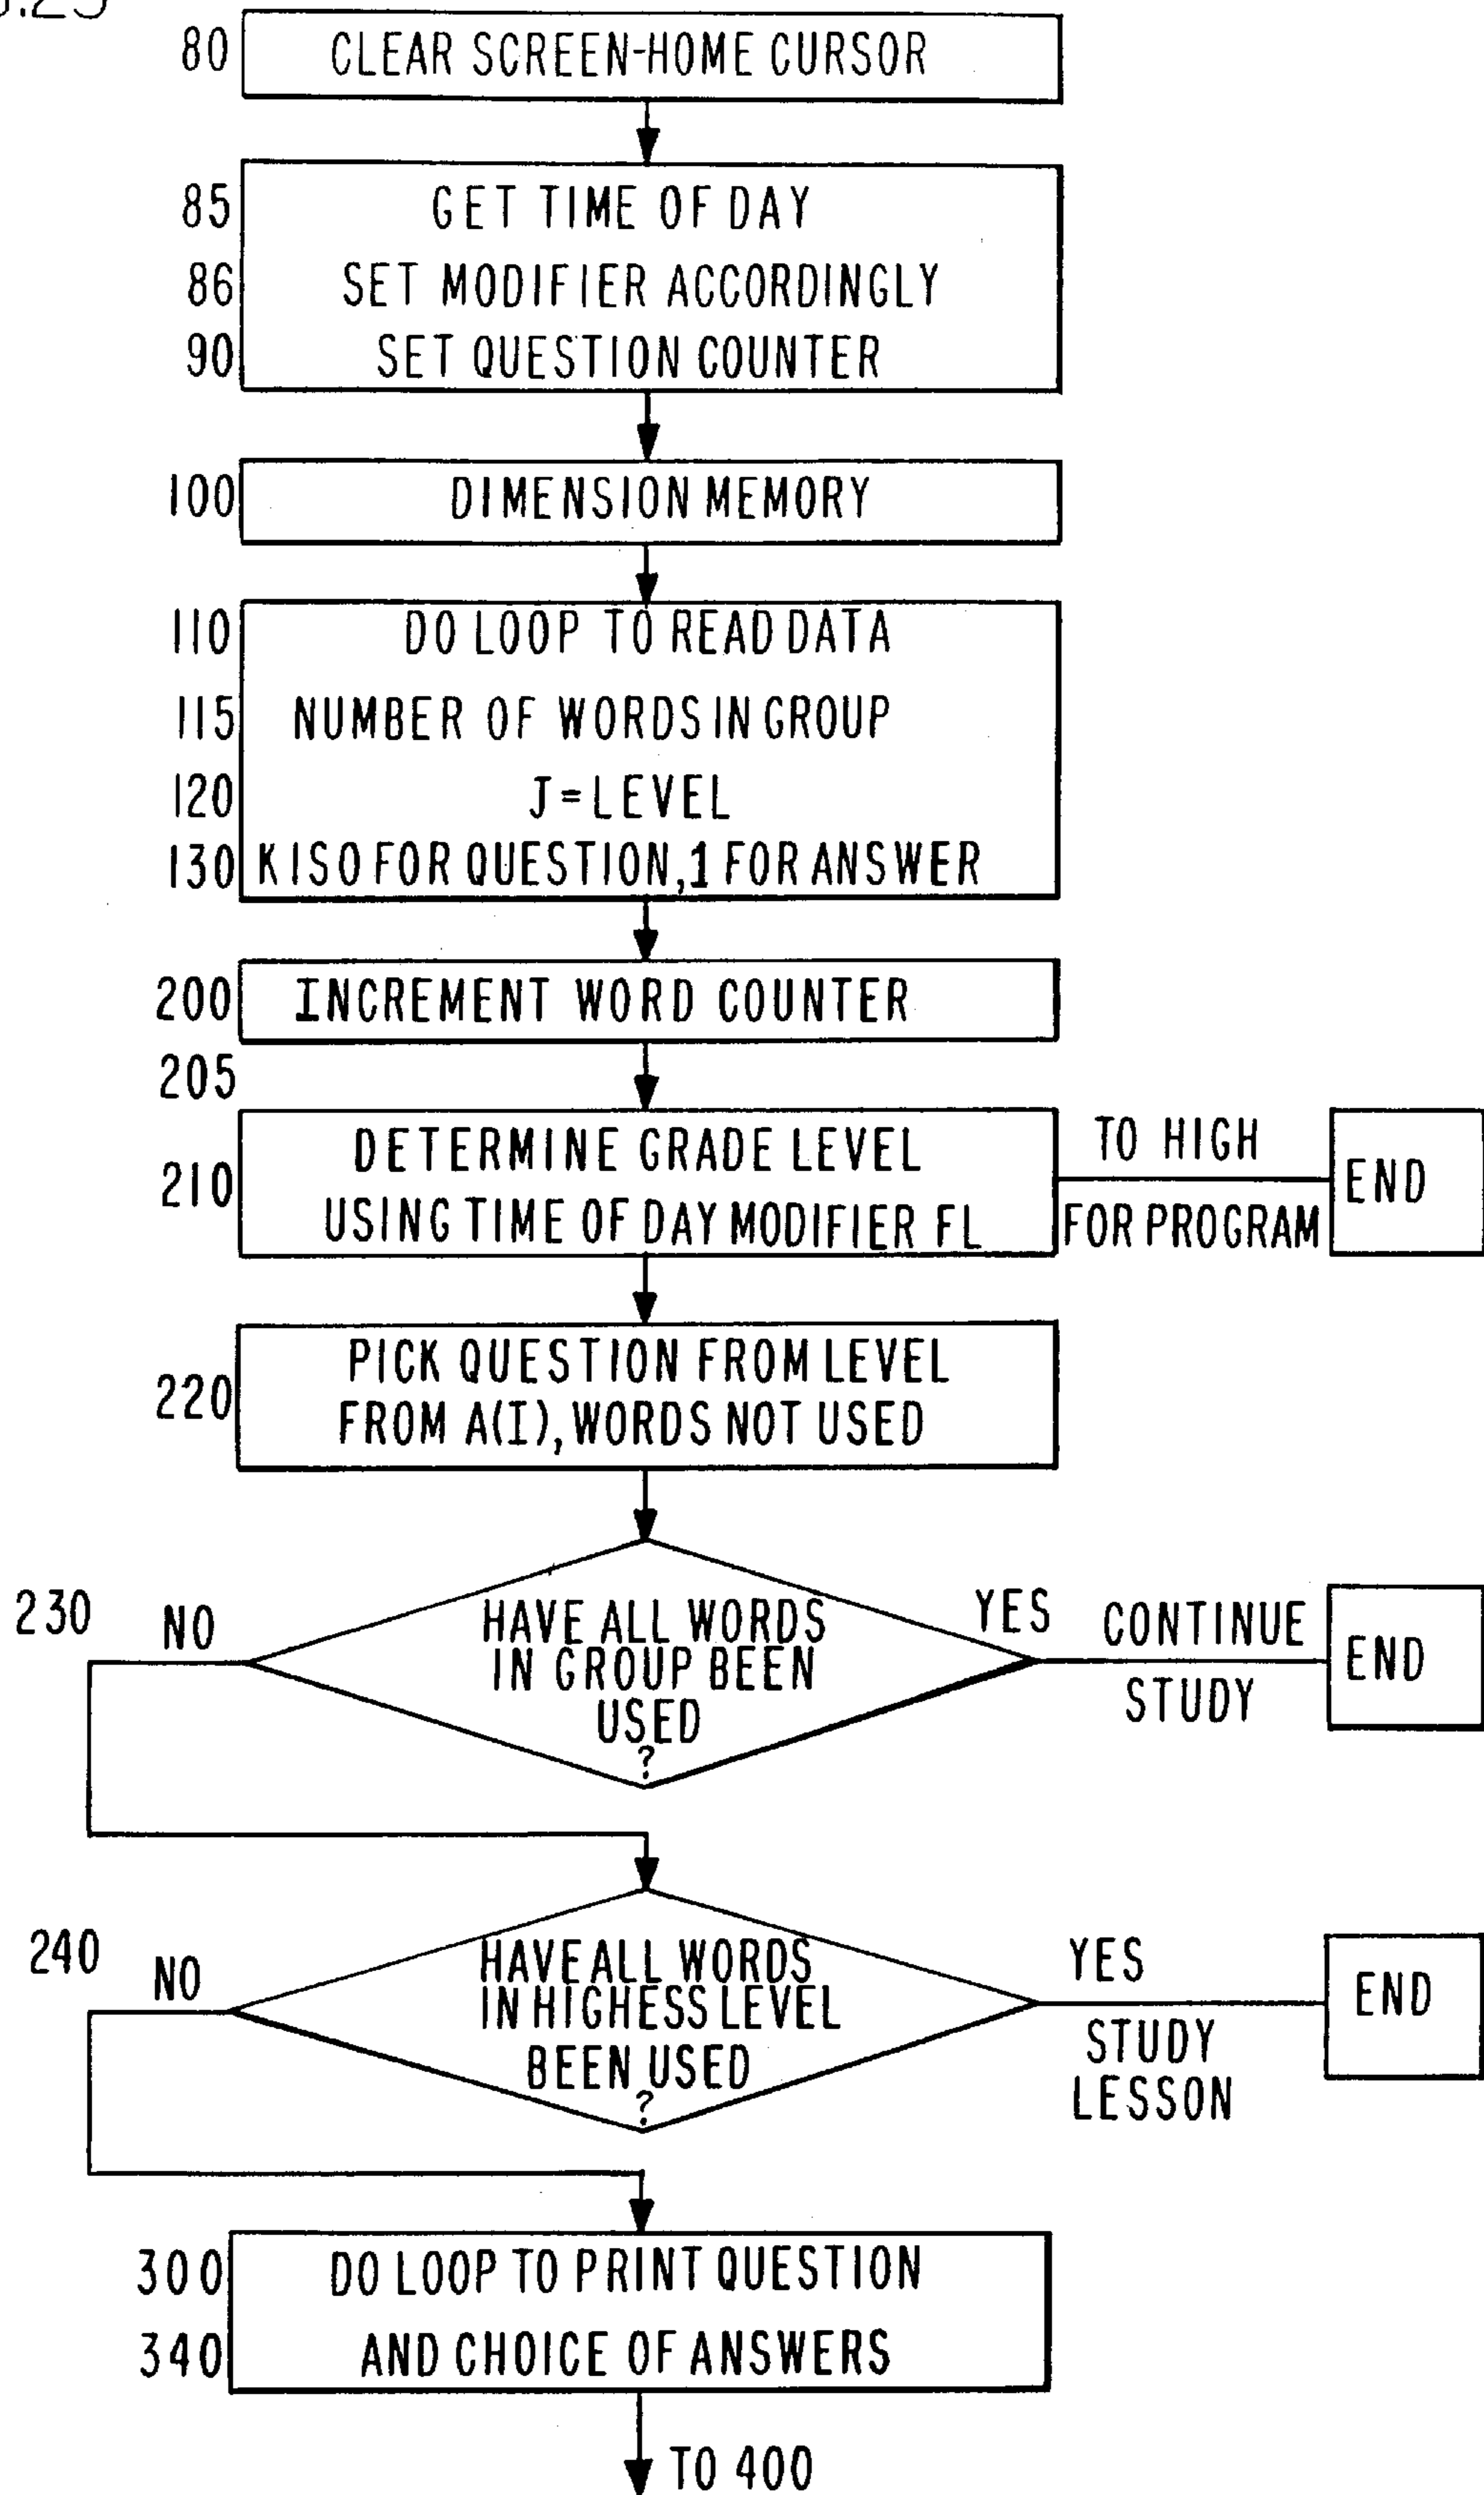 80 CLEAR SCREEN-HOME CURSOR
85 GET TIME OF DAY
86 SET MODIFIER ACCORDINGLY
90 SET QUESTION COUNTER
100 DIMENSION MEMORY
110 DO LOOP TO READ DATA
115 NUMBER OF WORDS IN GROUP
120 J=LEVEL
130 K IS 0 FOR QUESTION, 1 FOR ANSWER
200 INCREMENT WORD COUNTER
205
DETERMINE GRADE LEVEL
210
USING TIME OF DAY MODIFIER FL
TO HIGH
FOR PROGRAM
END
PICK QUESTION FROM LEVEL
220
FROM A(I), WORDS NOT USED
230 NO
HAVE ALL WORDS
IN GROUP BEEN
USED
?
YES CONTINUE
STUDY
END
240 NO
HAVE ALL WORDS
IN HIGHESS LEVEL
BEEN USED
?
YES
STUDY
LESSON
END
300 DO LOOP TO PRINT QUESTION
340 AND CHOICE OF ANSWERS
TO 400